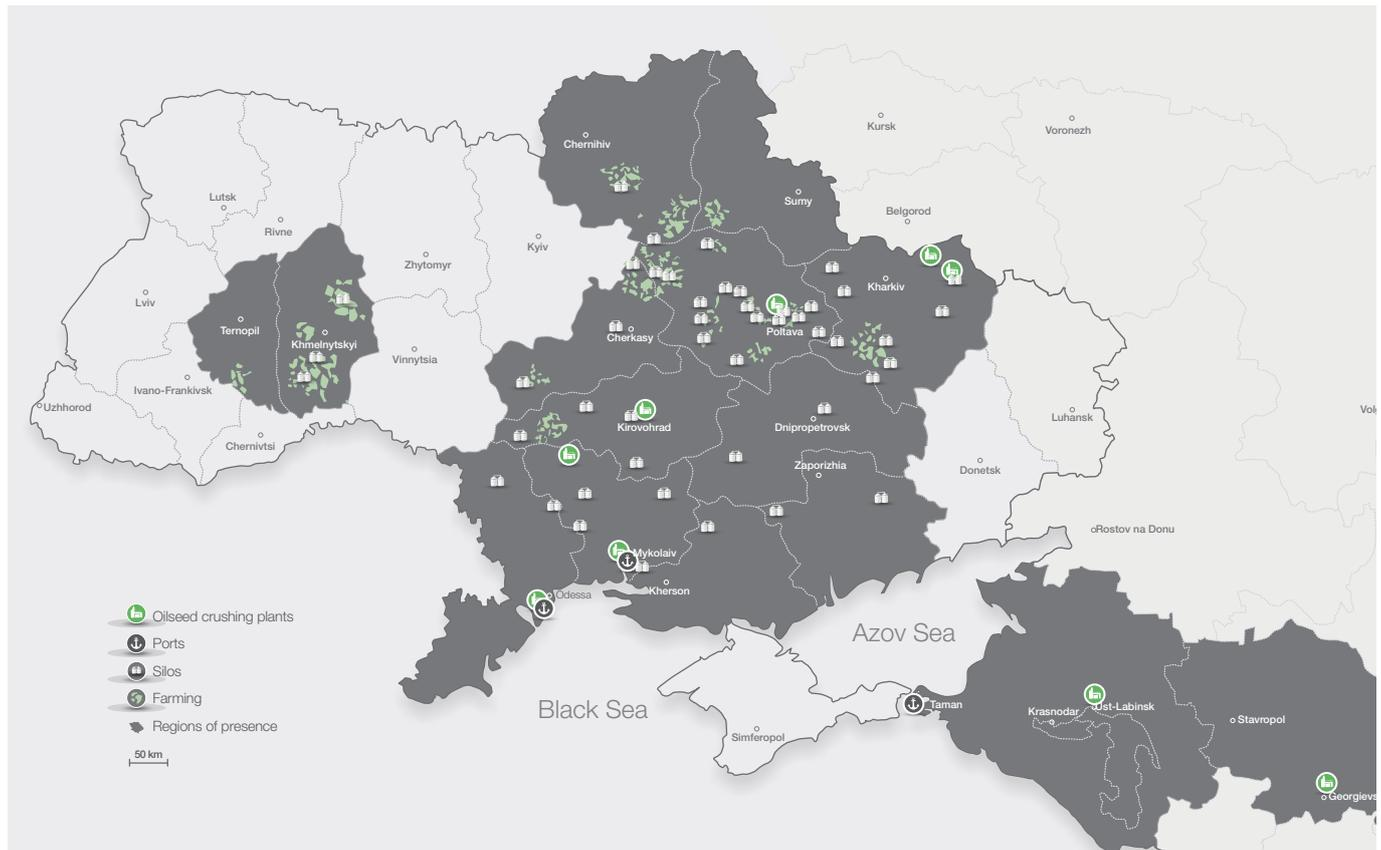 Chernihiv
Kursk
Voronezh
Lutsk
Sumy
Belgorod
Rivne
Kyiv
Zhytomyr
Kharkiv
Lviv
Ternopil
Poltava
Khmelnytskyi
Cherkasy
Vinnytsia
Ivano-Frankivsk
Uzhhorod
Luhansk
Kirovohrad
Dnipropetrovsk
Chernivtsi
Zaporizhia
Donetsk
Rostov na Donu
Mykolaiv
Kherson
Odessa
Oilseed crushing plants
Azov Sea
Ports
Silos
Farming
Taman
Black Sea
Krasnodar
Ust-Labinsk
Stavropol
Regions of presence
Simferopol
50 km
Georgievs